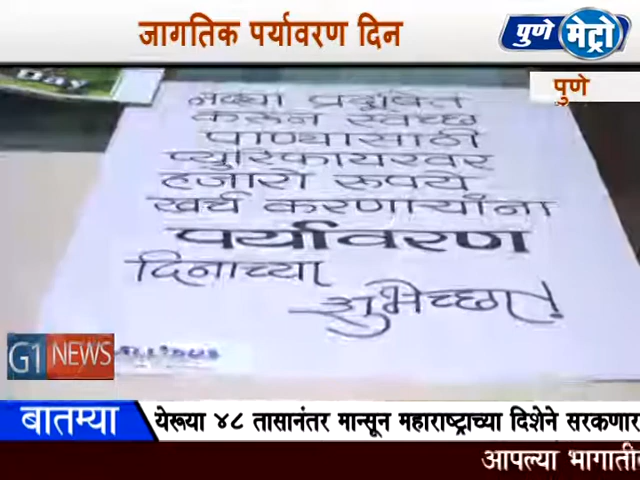 जागतिक पर्यावरण दिन
पुणे मेट्रो
पुणे
DAY
नद्या प्रदुषित
करून स्वच्छ
पाण्यासाठी
प्युरिफायरवर
हजारो रुपये
खर्च करणार्यांना
पर्यावरण
दिनाच्या
शुभेच्छा!
G1 NEWS
बातम्या
येरूया ४८ तासानंतर मान्सून महाराष्ट्राच्या दिशेने सरकणार
आपल्या भागाती